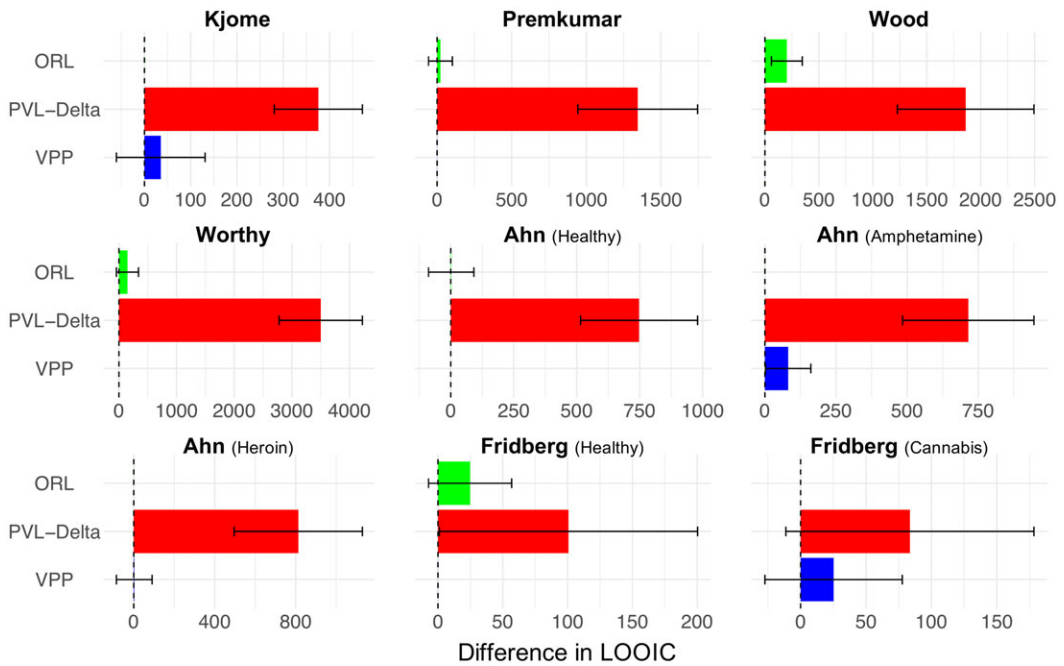 Kjome Premkumar Wood
ORL
PVL−Delta
VPP
0 100 200 300 400 0 500 1000 1500 0 500 1000 1500 2000 2500
Worthy Ahn (Healthy) Ahn (Amphetamine)
ORL
PVL−Delta
VPP
0 1000 2000 3000 4000 0 250 500 750 1000 0 250 500 750
Ahn (Heroin) Fridberg (Healthy) Fridberg (Cannabis)
ORL
PVL−Delta
VPP
0 400 800 0 50 100 150 200 0 50 100 150
Difference in LOOIC